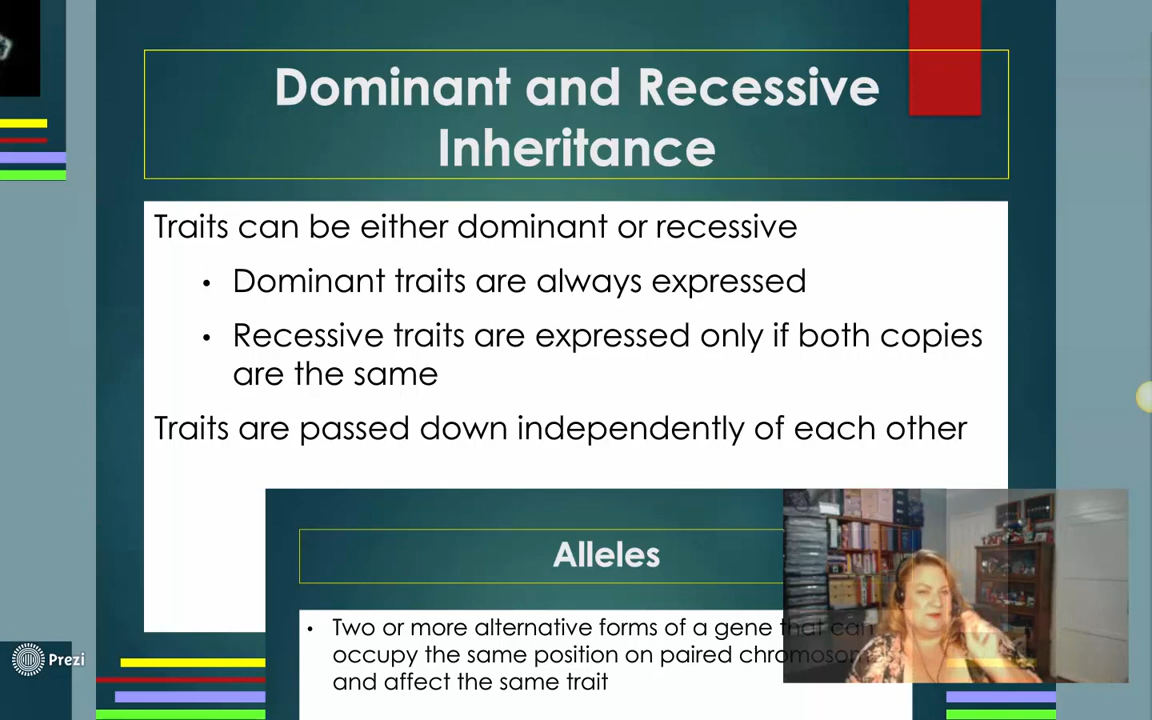 Dominant and Recessive
Inheritance
Traits can be either dominant or recessive
• Dominant traits are always expressed
• Recessive traits are expressed only if both copies
are the same
Traits are passed down independently of each other
Alleles
• Two or more alternative forms of a gene that can
occupy the same position on paired
and affect the same trait
Prezi